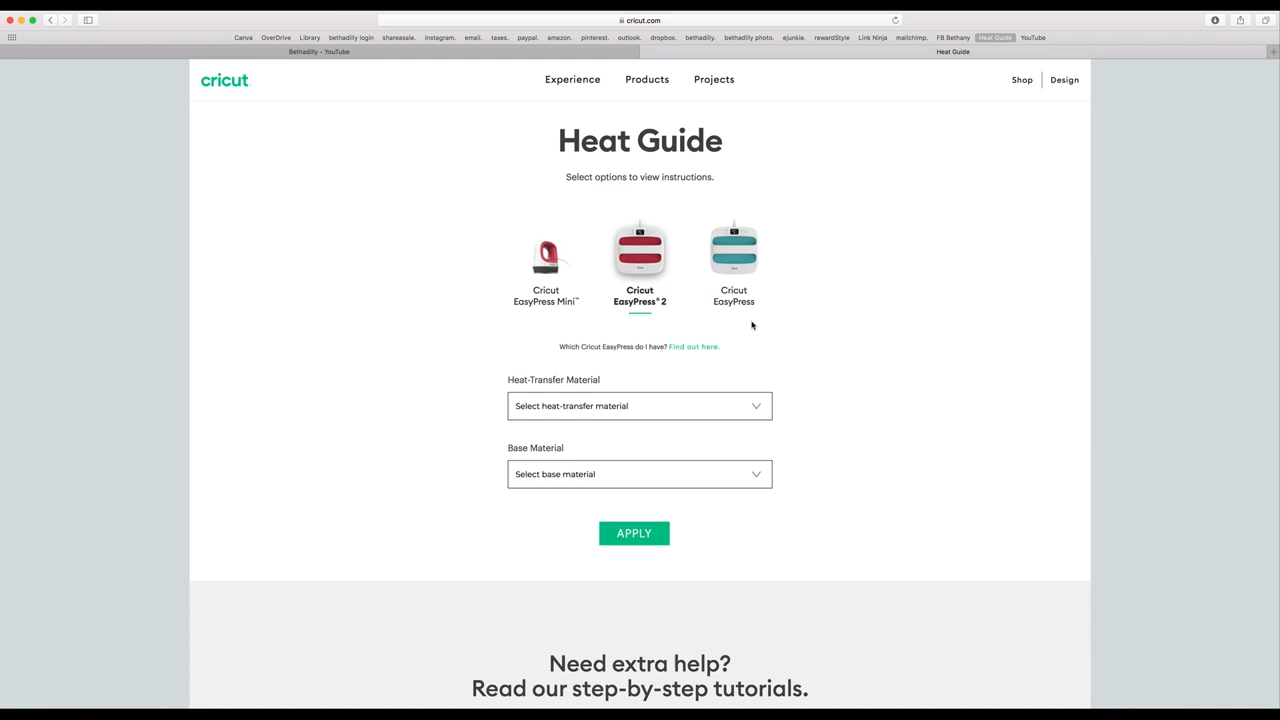 cricut.com
Canva OverDrive Library bethadilly login shareasale. instagram. email. taxes. paypal. amazon. pinterest. outlook. dropbox. bethadilly. bethadilly photo. ejunkie. rewardStyle Link Ninja mailchimp. FB Bethany Heat Guide YouTube
Bethadilly - YouTube Heat Guide
cricut Experience Products Projects Shop Design
Heat Guide
Select options to view instructions.
Cricut
EasyPress Mini™
Cricut
EasyPress® 2
Cricut
EasyPress
Which Cricut EasyPress do I have? Find out here.
Heat-Transfer Material
Select heat-transfer material
Base Material
Select base material
APPLY
Need extra help?
Read our step-by-step tutorials.